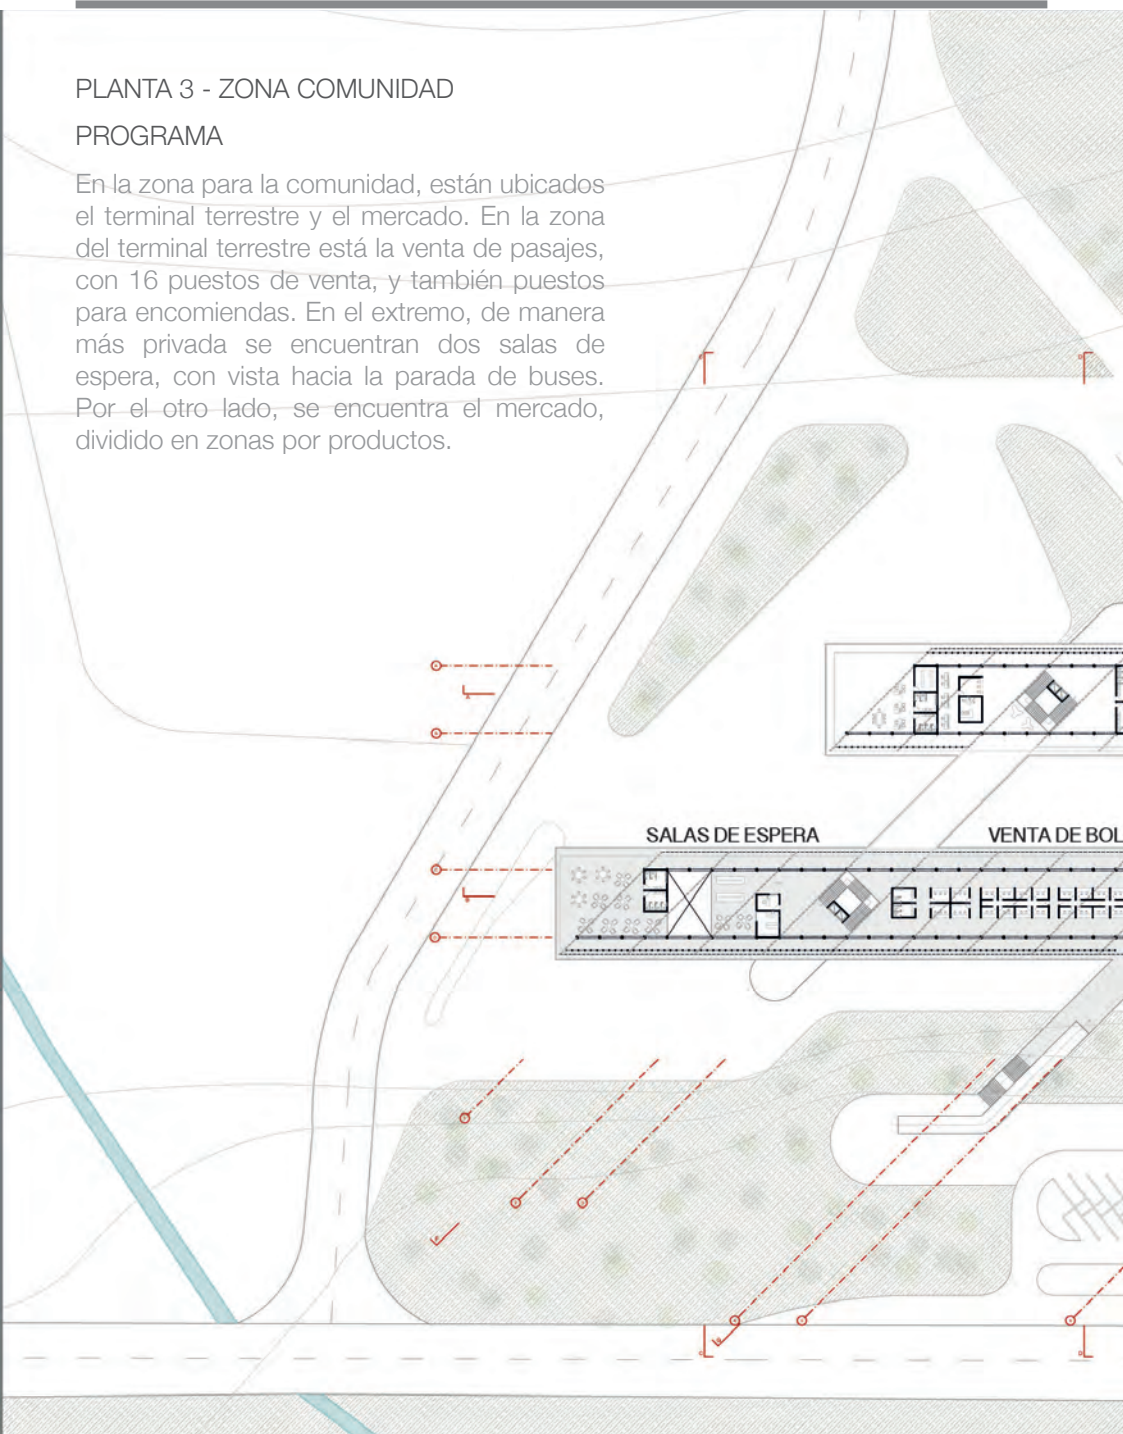 PLANTA 3 - ZONA COMUNIDAD
PROGRAMA
En la zona para la comunidad, están ubicados
el terminal terrestre y el mercado. En la zona
del terminal terrestre está la venta de pasajes,
con 16 puestos de venta, y también puestos
para encomiendas. En el extremo, de manera
más privada se encuentran dos salas de
espera, con vista hacia la parada de buses.
Por el otro lado, se encuentra el mercado,
dividido en zonas por productos.
SALAS DE ESPERA
VENTA DE BOL